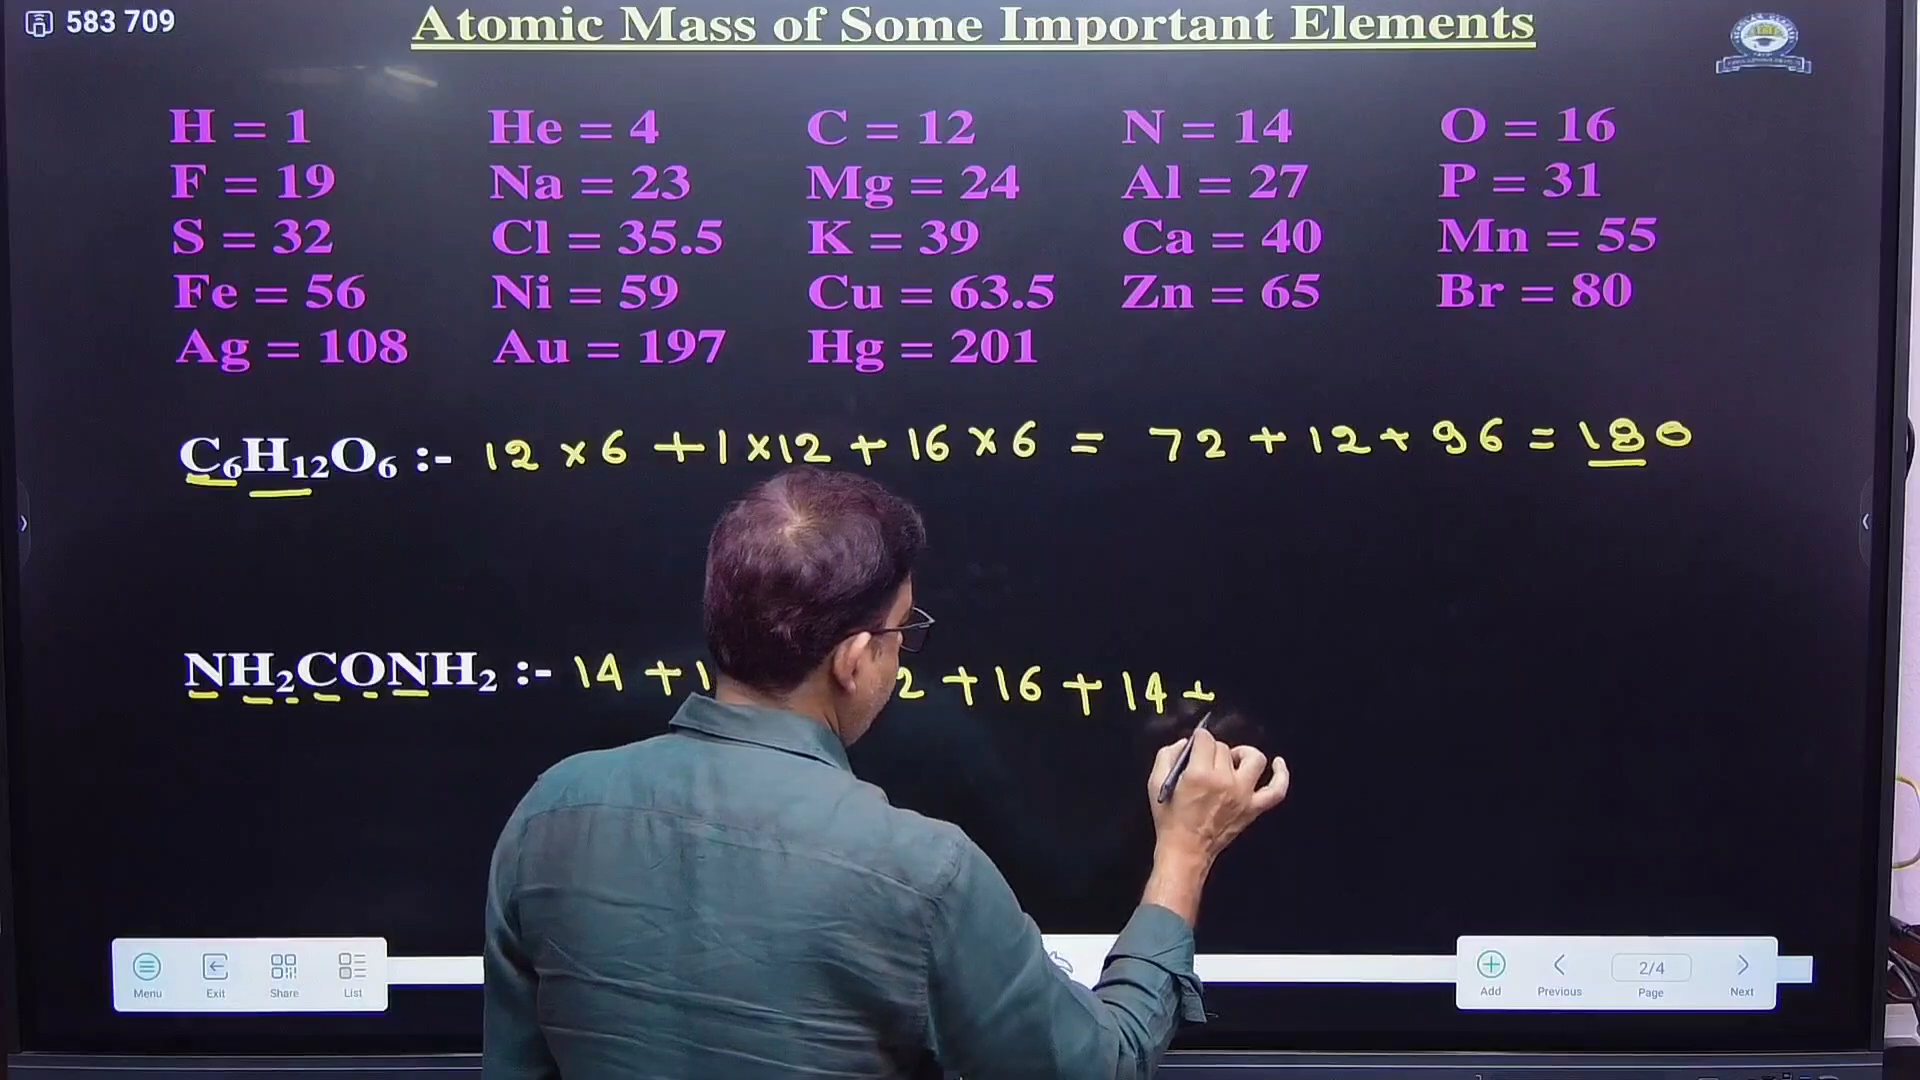 583 709
Atomic Mass of Some Important Elements
H = 1 He = 4 C = 12 N = 14 O = 16
F = 19 Na = 23 Mg = 24 Al = 27 P = 31
S = 32 Cl = 35.5 K = 39 Ca = 40 Mn = 55
Fe = 56 Ni = 59 Cu = 63.5 Zn = 65 Br = 80
Ag = 108 Au = 197 Hg = 201
C₆H₁₂O₆ :- 12 × 6 + 1 × 12 + 16 × 6 = 72 + 12 + 96 = 180
NH₂CONH₂ :- 14 + 1 2 + 16 + 14 +
Menu Exit Share List
Add Previous 2/4 Page Next